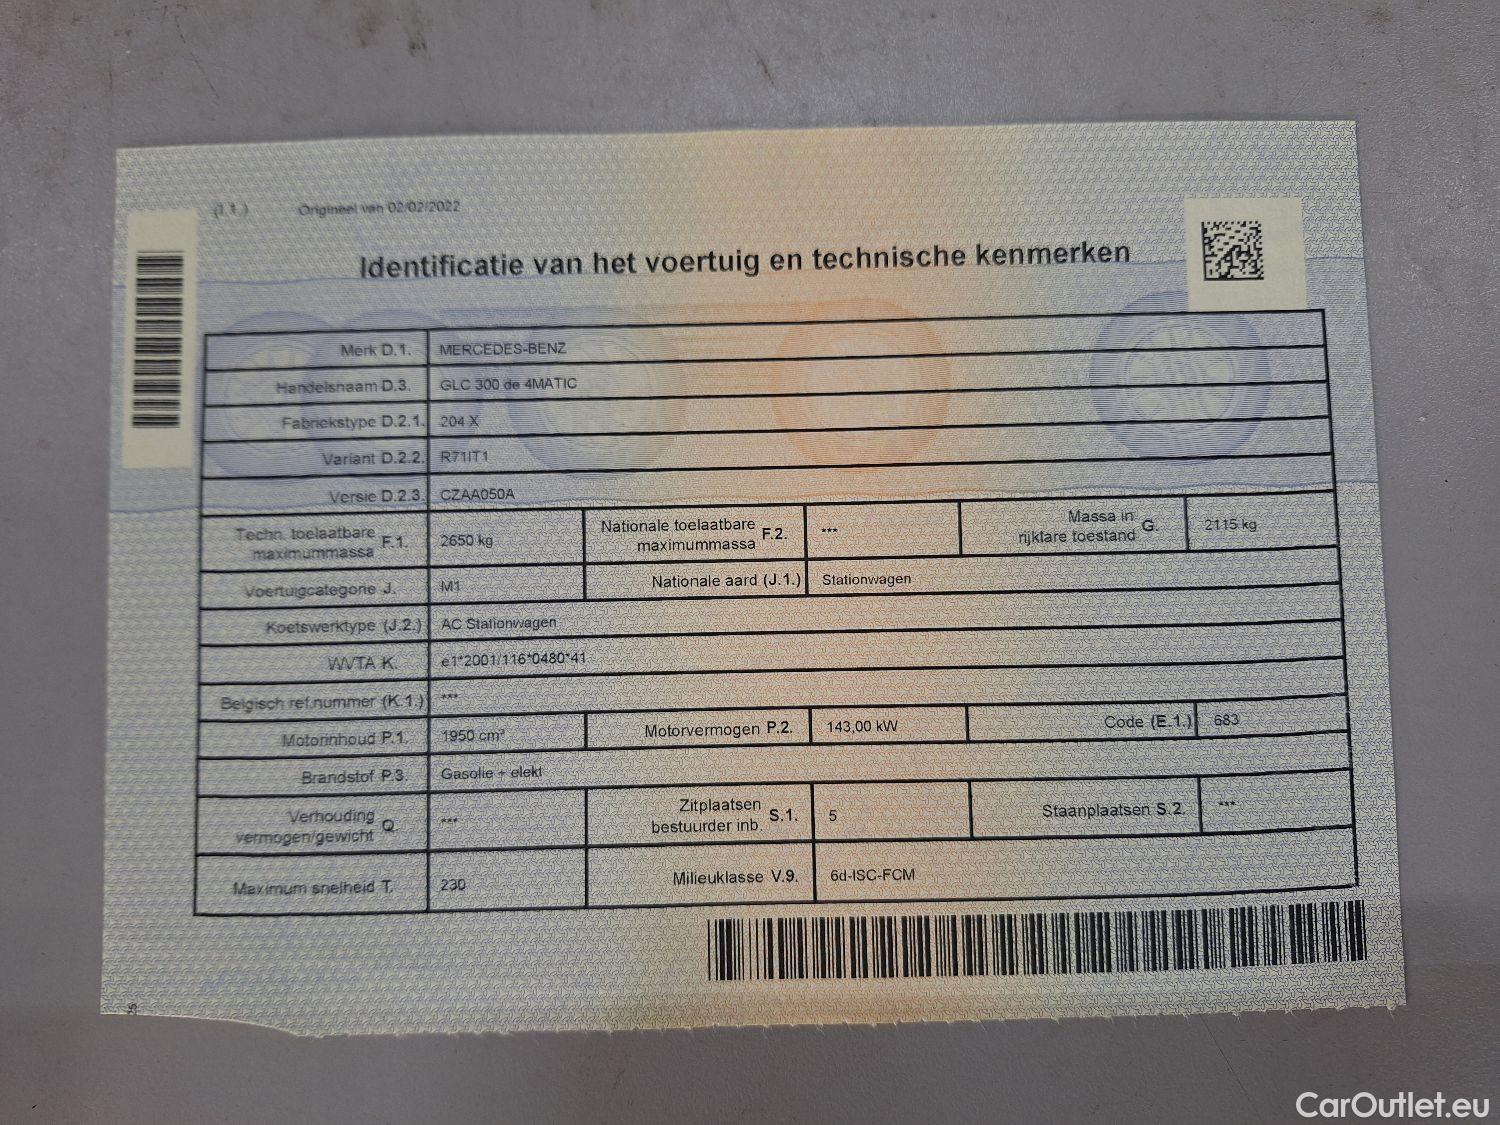 (I.1.) Origineel van 02/02/2022
Identificatie van het voertuig en technische kenmerken
Merk D.1. MERCEDES-BENZ
Handelsnaam D.3. GLC 300 de 4MATIC
Fabriekstype D.2.1. 204 X
Variant D.2.2. R71IT1
Versie D.2.3. CZAA050A
Techn. toelaatbare maximummassa F.1. 2650 kg Nationale toelaatbare maximummassa F.2. *** Massa in rijklare toestand G. 2115 kg
Voertuigcategorie J. M1 Nationale aard (J.1.) Stationwagen
Koetswerktype (J.2.) AC Stationwagen
WVTA K. e1*2001/116*0480*41
Belgisch ref.nummer (K.1.) ***
Motorinhoud P.1. 1950 cm³ Motorvermogen P.2. 143,00 kW Code (E.1.) 683
Brandstof P.3. Gasolie + elekt
Verhouding vermogen/gewicht Q. *** Zitplaatsen bestuurder inb. S.1. 5 Staanplaatsen S.2. ***
Maximum snelheid T. 230 Milieuklasse V.9. 6d-ISC-FCM
CarOutlet.eu